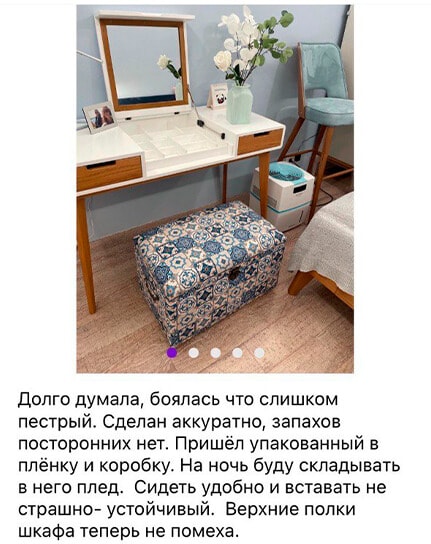 Долго думала, боялась что слишком
пестрый. Сделан аккуратно, запахов
посторонних нет. Пришёл упакованный в
плёнку и коробку. На ночь буду складывать
в него плед.  Сидеть удобно и вставать не
страшно- устойчивый.  Верхние полки
шкафа теперь не помеха.